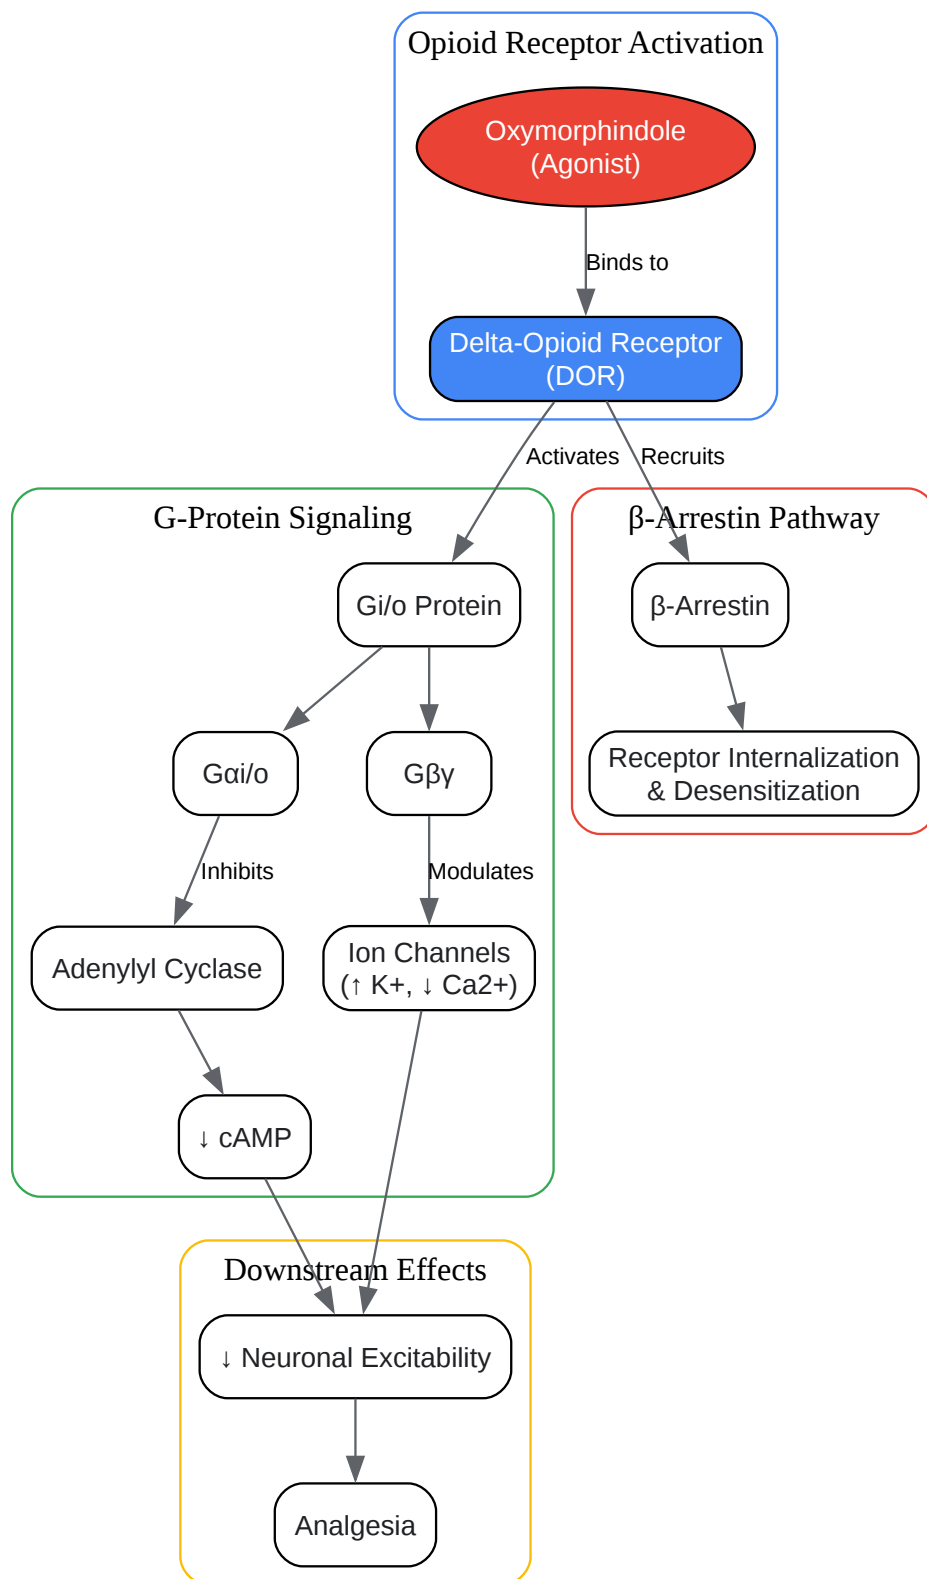 Opioid Receptor Activation
Oxymorphindole
(Agonist)
Binds to
Delta-Opioid Receptor
(DOR)
Activates
Recruits
G-Protein Signaling
β-Arrestin Pathway
Gi/o Protein
β-Arrestin
Gαi/o
Gβγ
Receptor Internalization
& Desensitization
Inhibits
Modulates
Adenylyl Cyclase
Ion Channels
(↑ K+, ↓ Ca2+)
↓ cAMP
Downstream Effects
↓ Neuronal Excitability
Analgesia